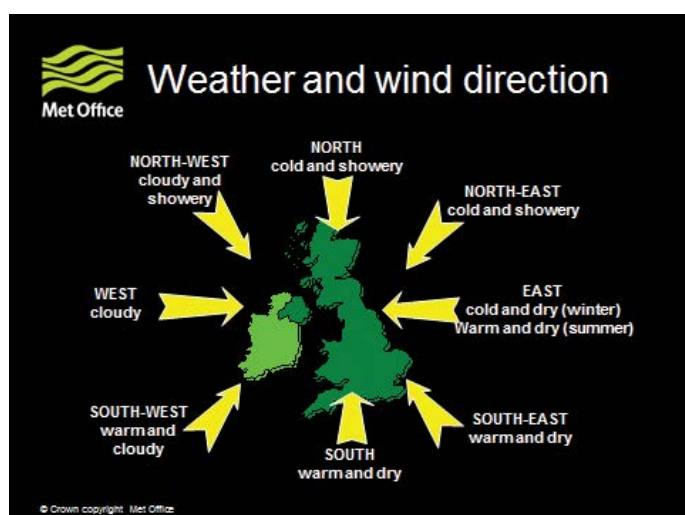 Met Office
Weather and wind direction
NORTH
cold and showery
NORTH-WEST
cloudy and
showery
NORTH-EAST
cold and showery
WEST
cloudy
EAST
cold and dry (winter)
Warm and dry (summer)
SOUTH-WEST
warm and
cloudy
SOUTH
warm and dry
SOUTH-EAST
warm and dry
© Crown copyright Met Office